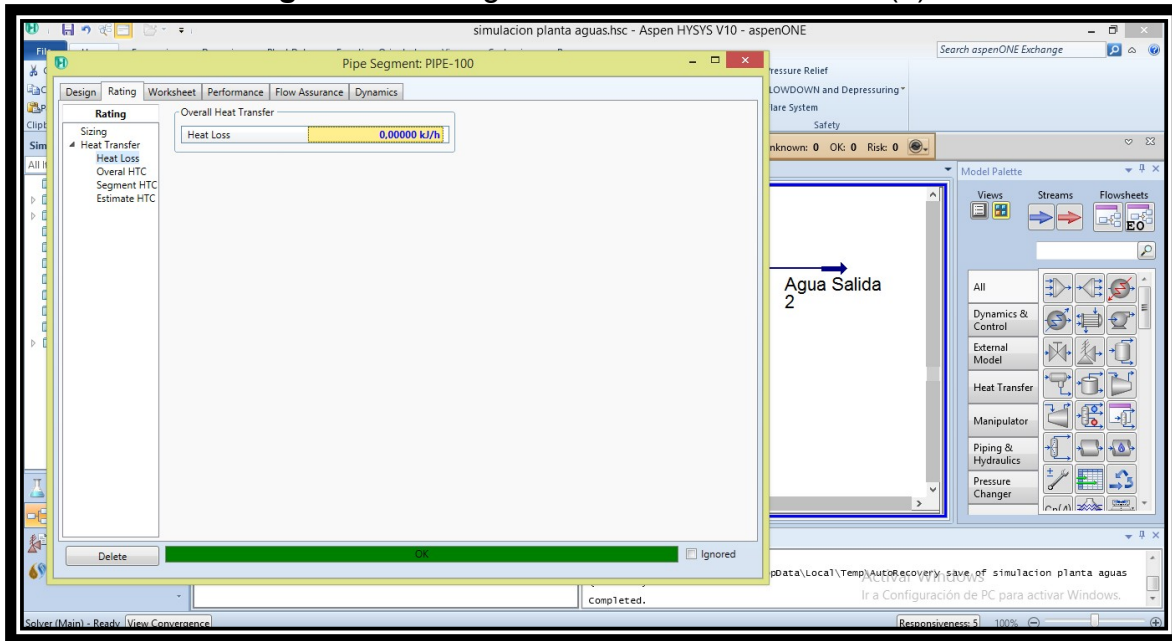 simulacion planta aguas.hsc - Aspen HYSYS V10 - aspenONE
Search aspenONE Exchange
Pipe Segment: PIPE-100
Design Rating Worksheet Performance Flow Assurance Dynamics
Rating
Sizing
Heat Transfer
Heat Loss
Overal HTC
Segment HTC
Estimate HTC
Overall Heat Transfer
Heat Loss 0,00000 kJ/h
Delete
OK
Ignored
ressure Relief
LOWDOWN and Depressuring
lare System
Safety
nknown: 0 OK: 0 Risk: 0
Agua Salida
2
Model Palette
Views Streams Flowsheets
EO
All
Dynamics &
Control
External
Model
Heat Transfer
Manipulator
Piping &
Hydraulics
Pressure
Changer
pData\Local\Temp\AutoRecovery save of simulacion planta aguas
Completed.
Activar Windows
Ir a Configuración de PC para activar Windows.
Solver (Main) - Ready View Convergence
Responsiveness: 5 100%